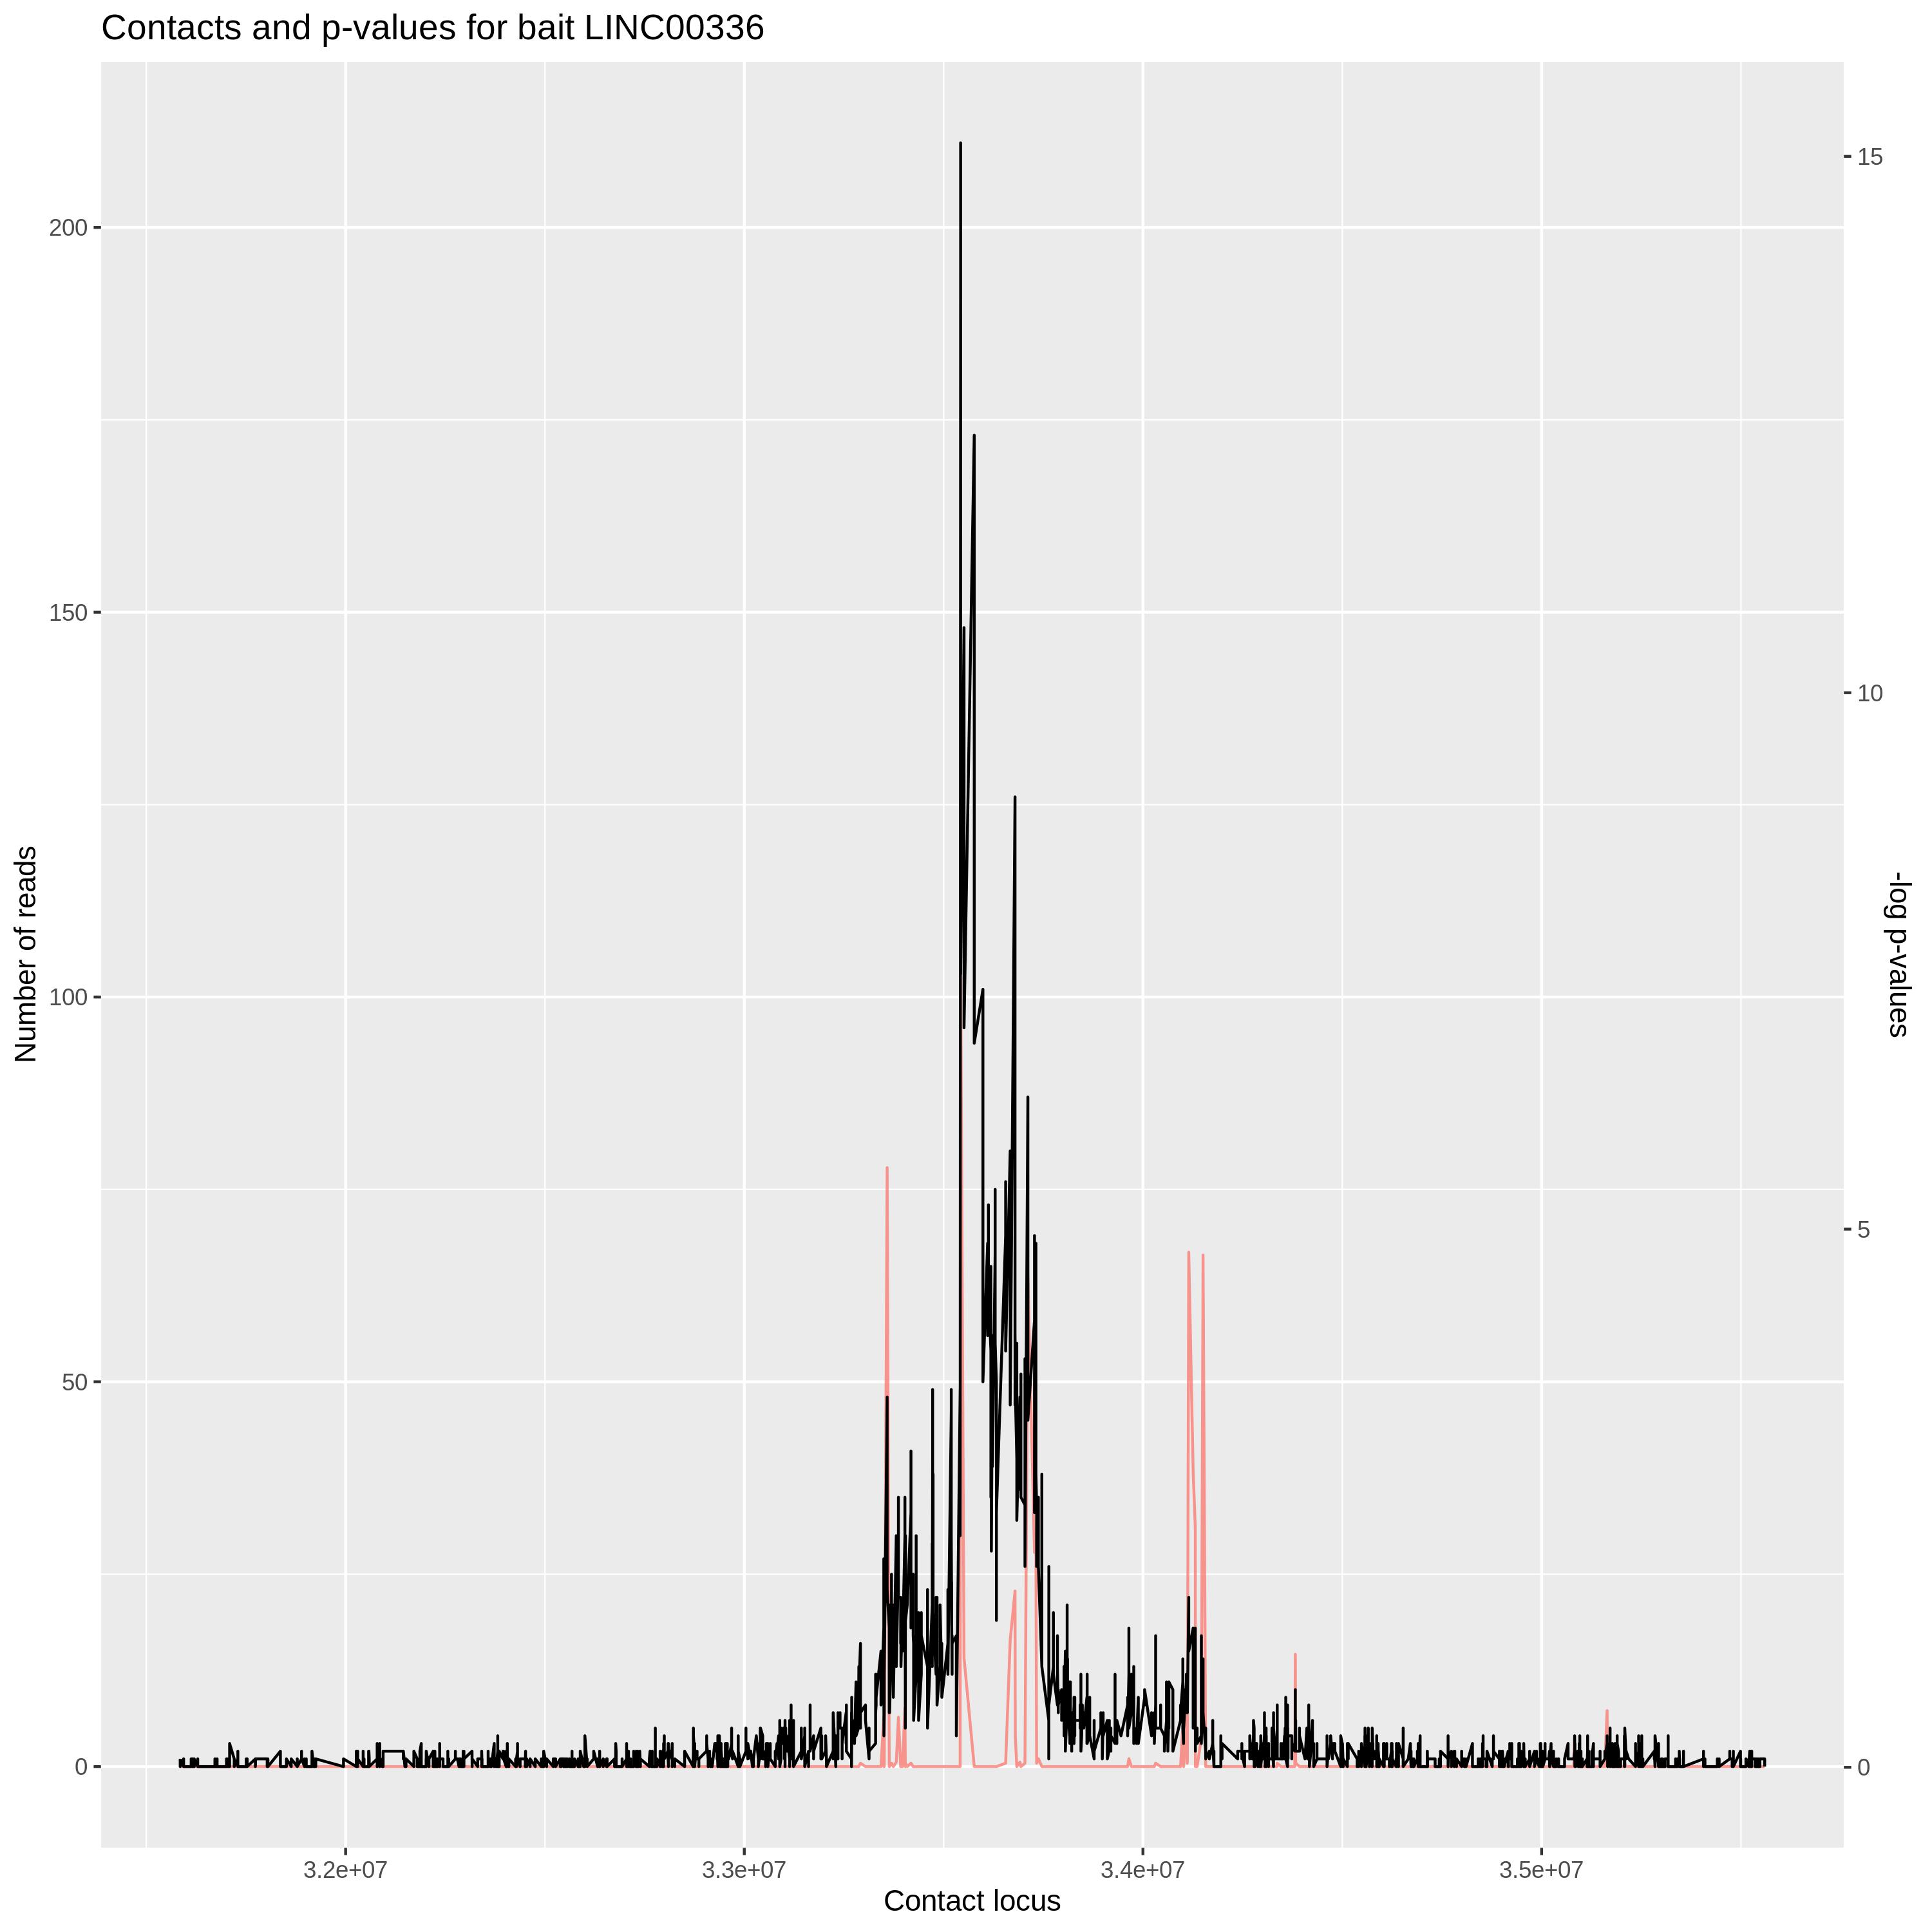 Contacts and p-values for bait LINC00336
200
150
100
50
0
Number of reads
15
10
5
0
-log p-values
3.2e+07
3.3e+07
3.4e+07
3.5e+07
Contact locus